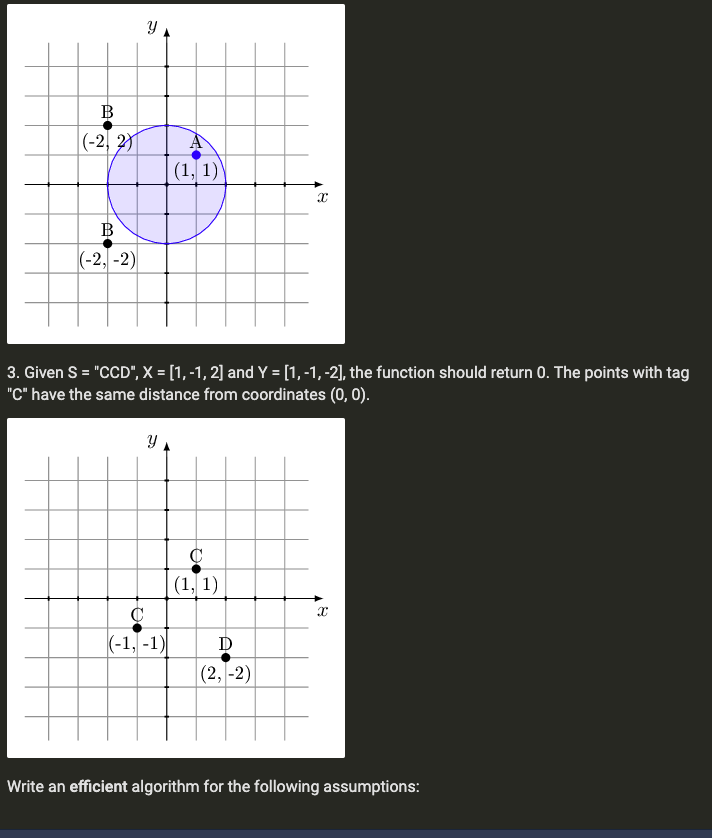 y
B
(-2, 2)
A
(1, 1)
x
B
(-2, -2)
3. Given S = "CCD", X = [1, -1, 2] and Y = [1, -1, -2], the function should return 0. The points with tag
"C" have the same distance from coordinates (0, 0).
y
C
(1, 1)
x
C
(-1, -1)
D
(2, -2)
Write an efficient algorithm for the following assumptions: